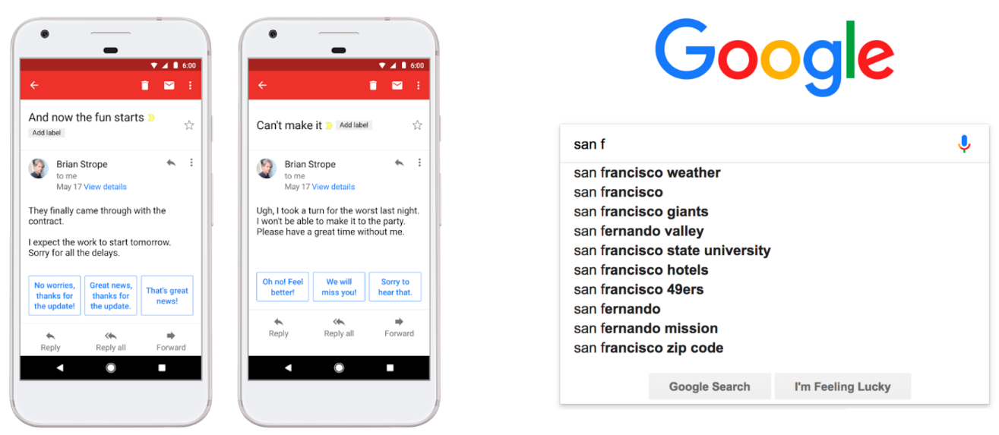 6:00
And now the fun starts
Add label
Brian Strope
to me
May 17 View details
They finally came through with the
contract.
I expect the work to start tomorrow.
Sorry for all the delays.
No worries,
thanks for
the update!
Great news,
thanks for
the update.
That's great
news!
Reply
Reply all
Forward
6:00
Can't make it
Add label
Brian Strope
to me
May 17 View details
Ugh, I took a turn for the worst last night.
I won't be able to make it to the party.
Please have a great time without me.
Oh no! Feel
better!
We will
miss you!
Sorry to
hear that.
Reply
Reply all
Forward
Google
san f
san francisco weather
san francisco
san francisco giants
san fernando valley
san francisco state university
san francisco hotels
san francisco 49ers
san fernando
san fernando mission
san francisco zip code
Google Search
I'm Feeling Lucky